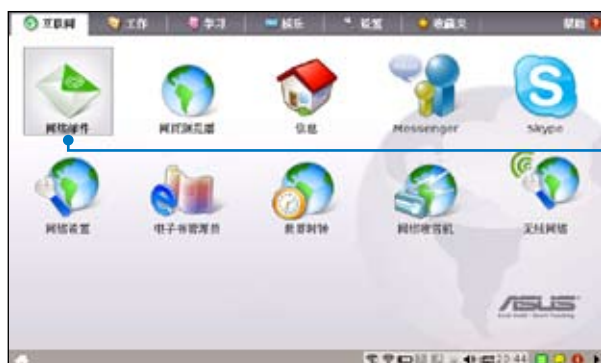 互联网 工作 学习 娱乐 设置 收藏夹 帮助
网络邮件 网页浏览器 信息 Messenger Skype
网络设置 电子书管理员 世界时钟 网络收音机 无线网络
ASUS
20:44